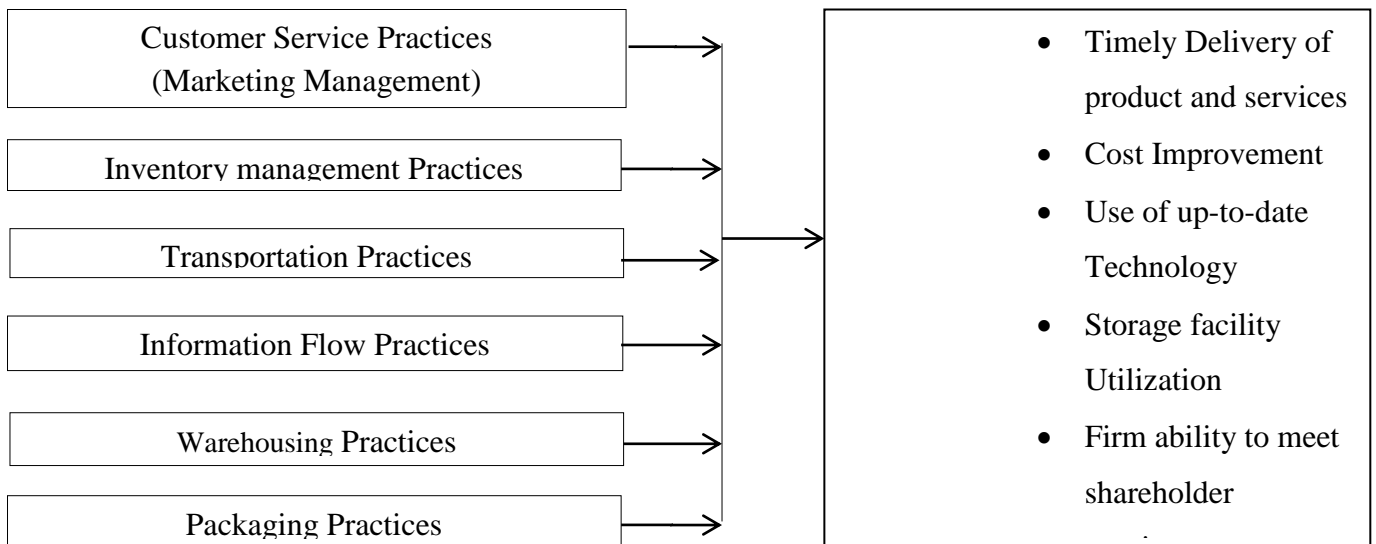 Customer Service Practices
(Marketing Management)
Inventory management Practices
Transportation Practices
Information Flow Practices
Warehousing Practices
Packaging Practices
• Timely Delivery of
product and services
• Cost Improvement
• Use of up-to-date
Technology
• Storage facility
Utilization
• Firm ability to meet
shareholder